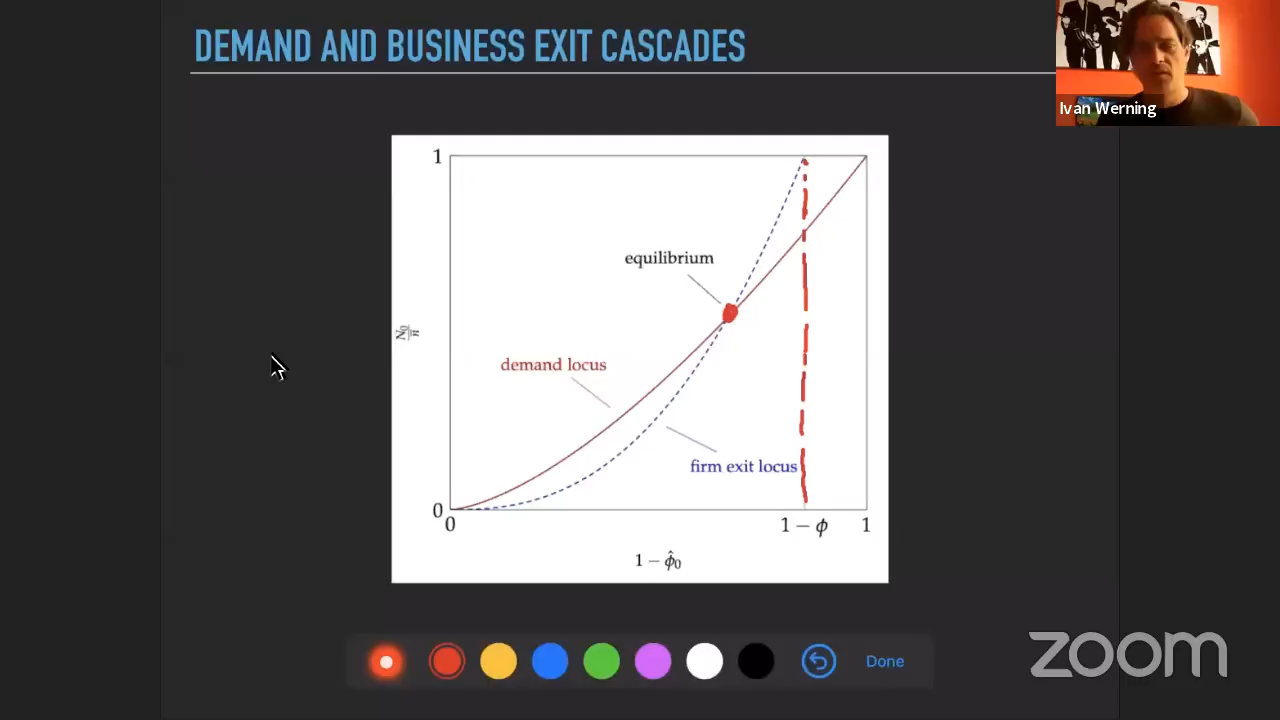 DEMAND AND BUSINESS EXIT CASCADES
Ivan Werning
1
equilibrium
N₀/n
demand locus
firm exit locus
0
0
1 − ϕ
1
1 − ϕ̂₀
Done
zoom